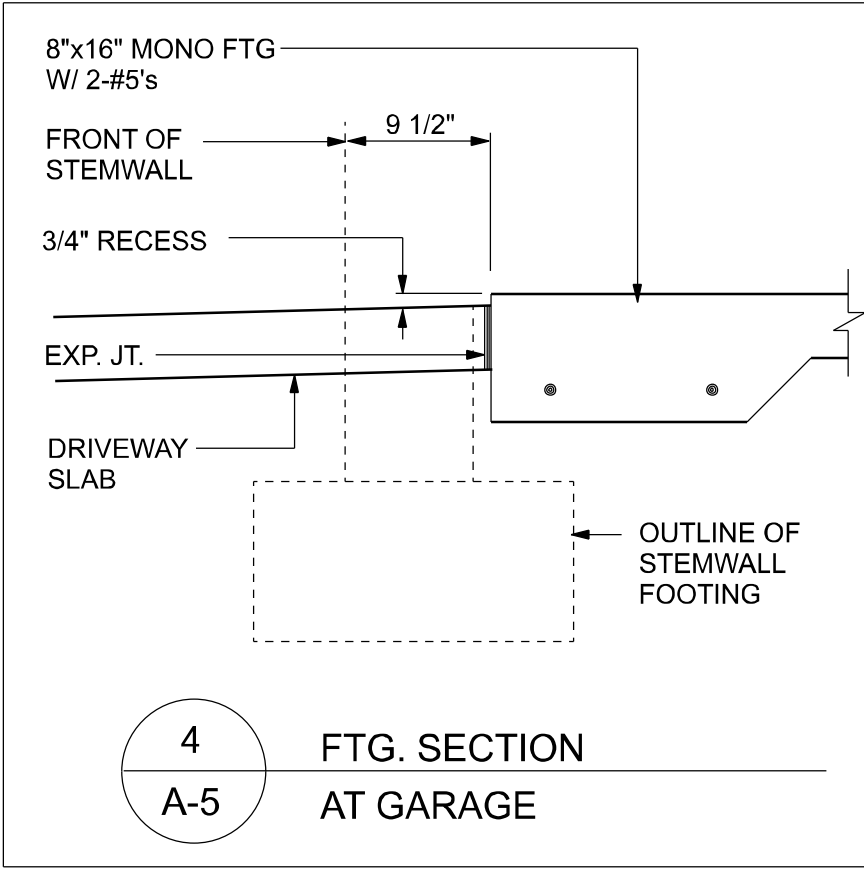 8"x16" MONO FTG
W/ 2-#5's
9 1/2"
FRONT OF
STEMWALL
3/4" RECESS
EXP. JT.
DRIVEWAY
SLAB
OUTLINE OF
STEMWALL
FOOTING
4
A-5
FTG. SECTION
AT GARAGE